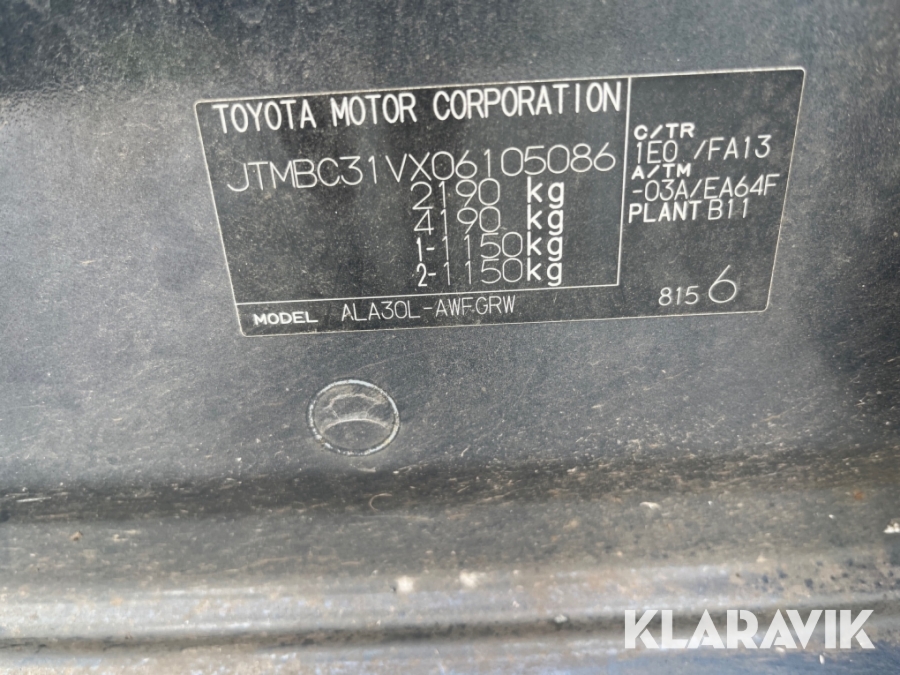 TOYOTA MOTOR CORPORATION
JTMBC31VX06105086
2190 kg
4190 kg
1-1150kg
2-1150kg
C/TR
1E0 /FA13
A/TM
-03A/EA64F
PLANT B11
MODEL ALA30L-AWFGRW
815 6
KLARAVIK